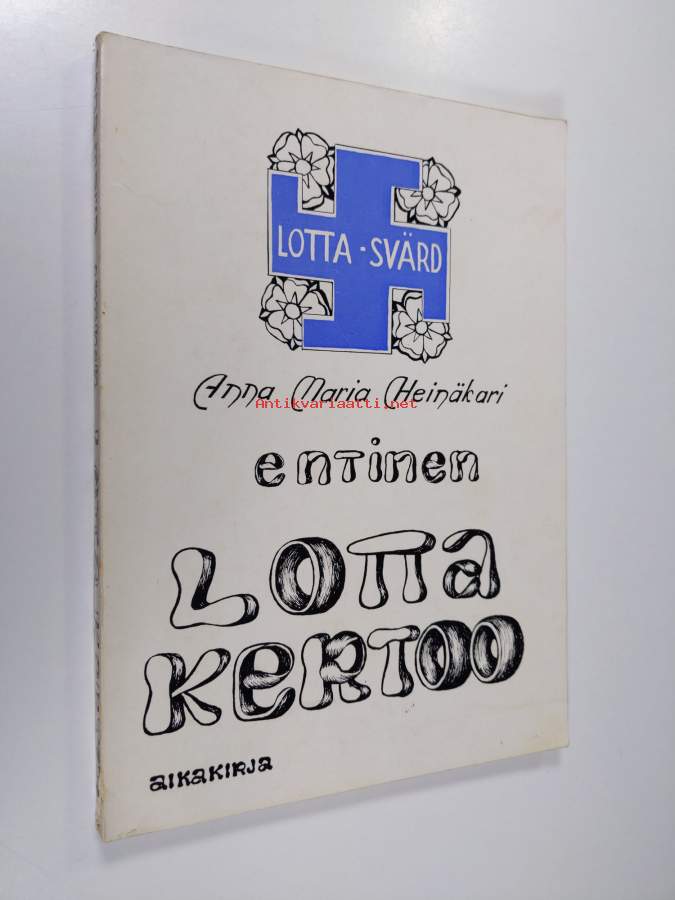 LOTTA-SVÄRD
Anna Maria Heinäkari
Antikvariaatti.net
entinen
LOTTA
KERTOO
AIKAKIRJA